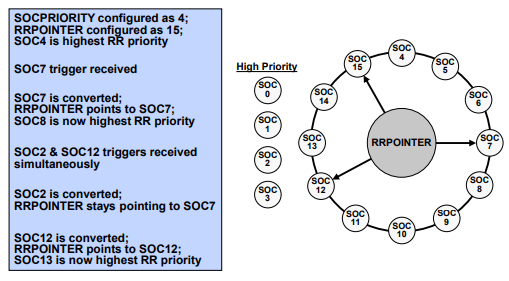 SOCPRIORITY configured as 4;
RRPOINTER configured as 15;
SOC4 is highest RR priority
SOC7 trigger received
SOC7 is converted;
RRPOINTER points to SOC7;
SOC8 is now highest RR priority
SOC2 & SOC12 triggers received
simultaneously
SOC2 is converted;
RRPOINTER stays pointing to SOC7
SOC12 is converted;
RRPOINTER points to SOC12;
SOC13 is now highest RR priority
High Priority
SOC
0
SOC
1
SOC
2
SOC
3
SOC
4
SOC
5
SOC
6
SOC
7
SOC
8
SOC
9
SOC
10
SOC
11
SOC
12
SOC
13
SOC
14
SOC
15
RRPOINTER